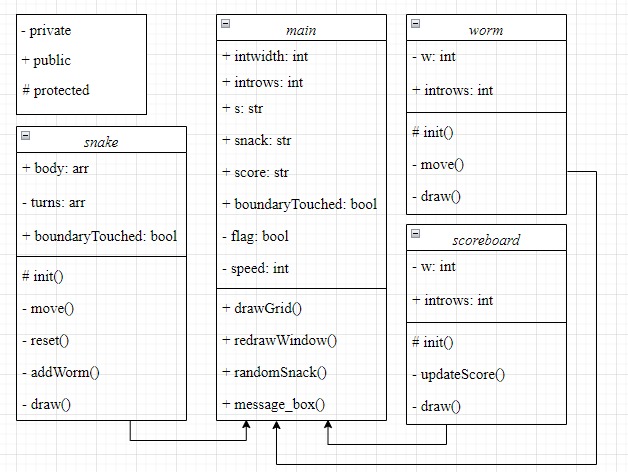 - private
+ public
# protected
snake
+ body: arr
- turns: arr
+ boundaryTouched: bool
# init()
- move()
- reset()
- addWorm()
- draw()
main
+ intwidth: int
+ introws: int
+ s: str
+ snack: str
+ score: str
+ boundaryTouched: bool
- flag: bool
- speed: int
+ drawGrid()
+ redrawWindow()
+ randomSnack()
+ message_box()
worm
- w: int
+ introws: int
# init()
- move()
- draw()
scoreboard
- w: int
+ introws: int
# init()
- updateScore()
- draw()